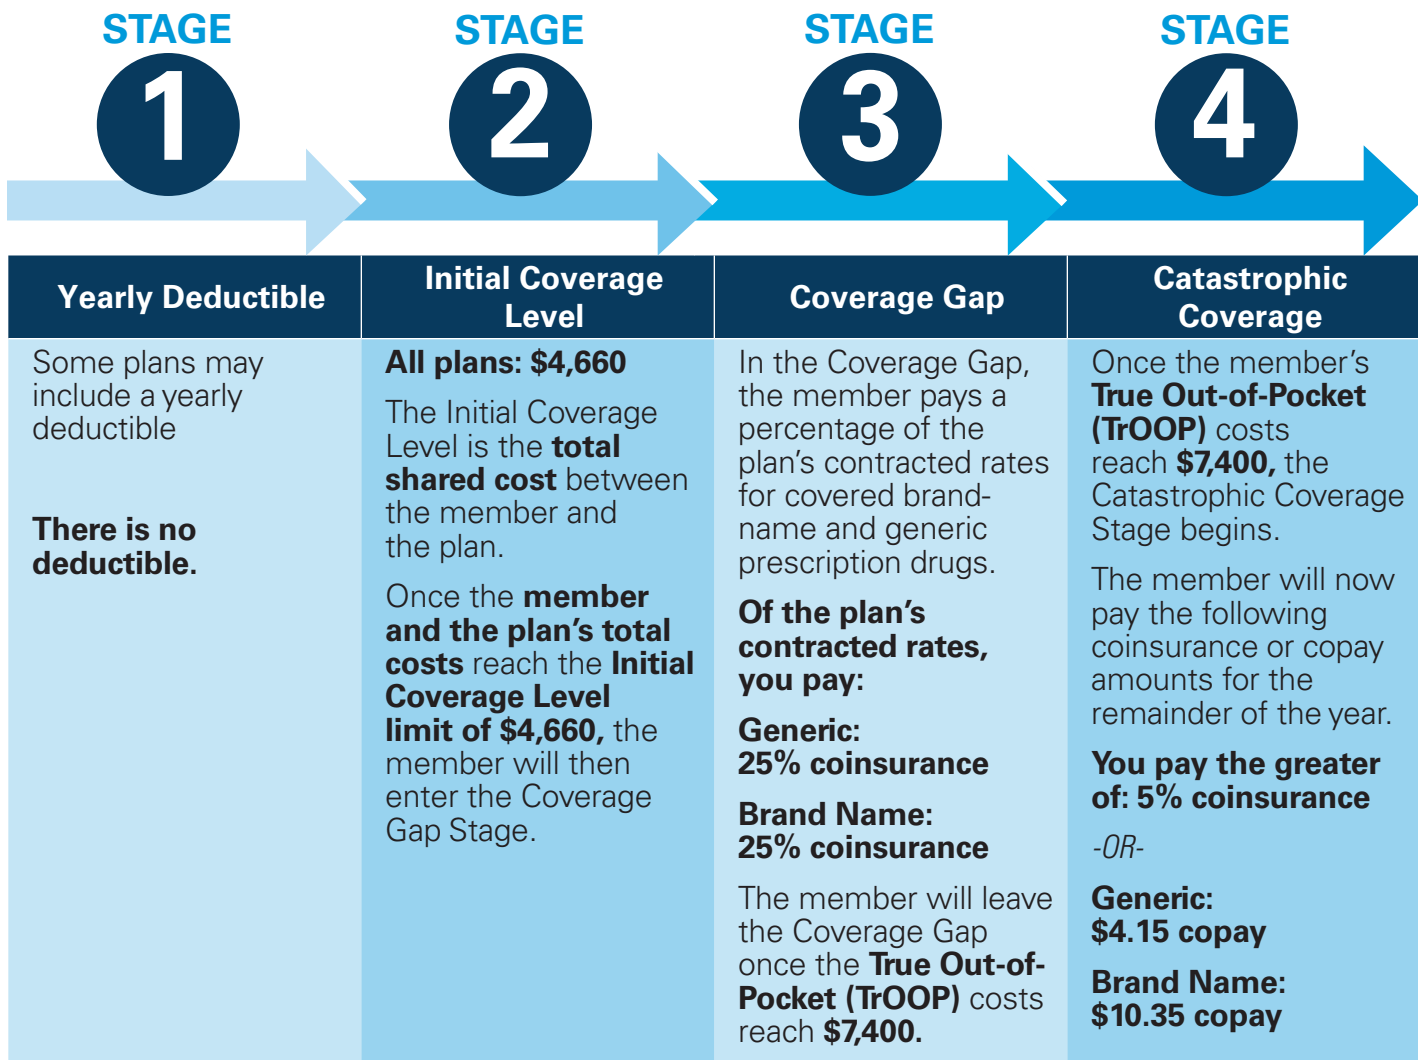 STAGE
1
STAGE
2
STAGE
3
STAGE
4
Yearly Deductible
Some plans may
include a yearly
deductible
There is no
deductible.
Initial Coverage
Level
All plans: $4,660
The Initial Coverage
Level is the total
shared cost between
the member and
the plan.
Once the member
and the plan’s total
costs reach the Initial
Coverage Level
limit of $4,660, the
member will then
enter the Coverage
Gap Stage.
Coverage Gap
In the Coverage Gap,
the member pays a
percentage of the
plan’s contracted rates
for covered brand-
name and generic
prescription drugs.
Of the plan’s
contracted rates,
you pay:
Generic:
25% coinsurance
Brand Name:
25% coinsurance
The member will leave
the Coverage Gap
once the True Out-of-
Pocket (TrOOP) costs
reach $7,400.
Catastrophic
Coverage
Once the member’s
True Out-of-Pocket
(TrOOP) costs
reach $7,400, the
Catastrophic Coverage
Stage begins.
The member will now
pay the following
coinsurance or copay
amounts for the
remainder of the year.
You pay the greater
of: 5% coinsurance
-OR-
Generic:
$4.15 copay
Brand Name:
$10.35 copay